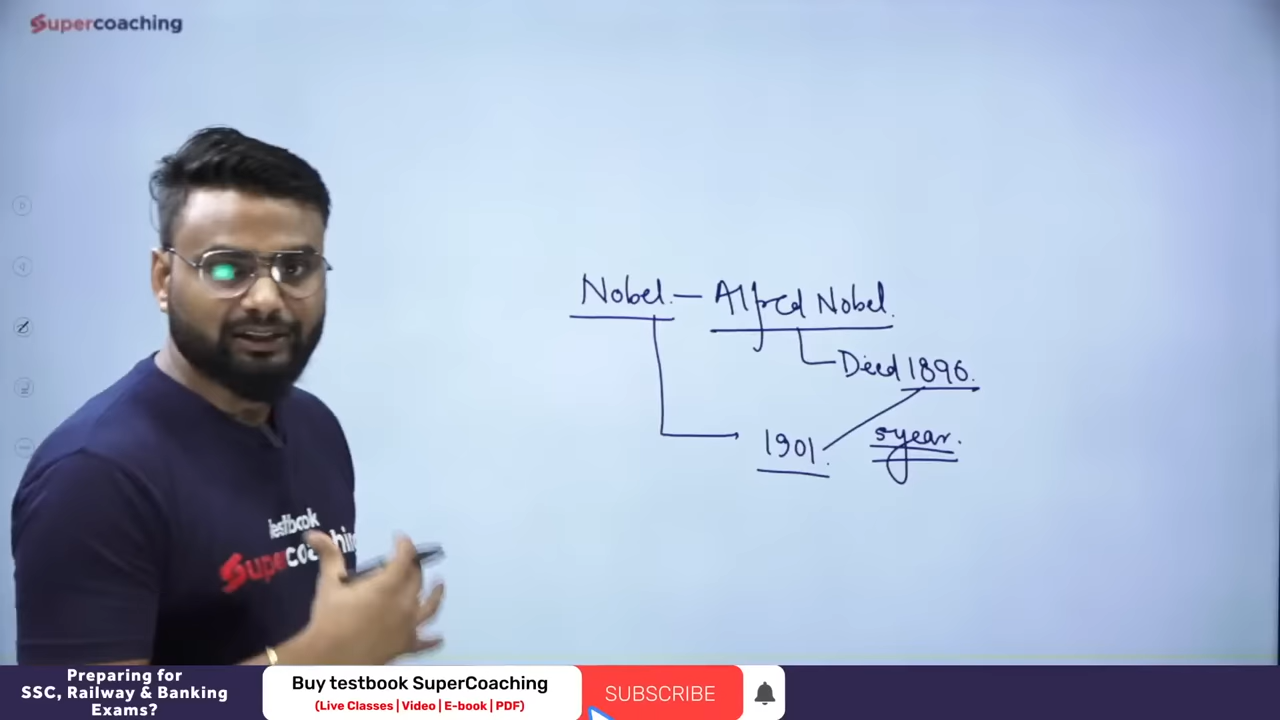 Supercoaching
Nobel. — Alfred Nobel.
Died 1896.
1901.
5year.
testbook
Supercoaching
Preparing for
SSC, Railway & Banking
Exams?
Buy testbook SuperCoaching
(Live Classes | Video | E-book | PDF)
SUBSCRIBE